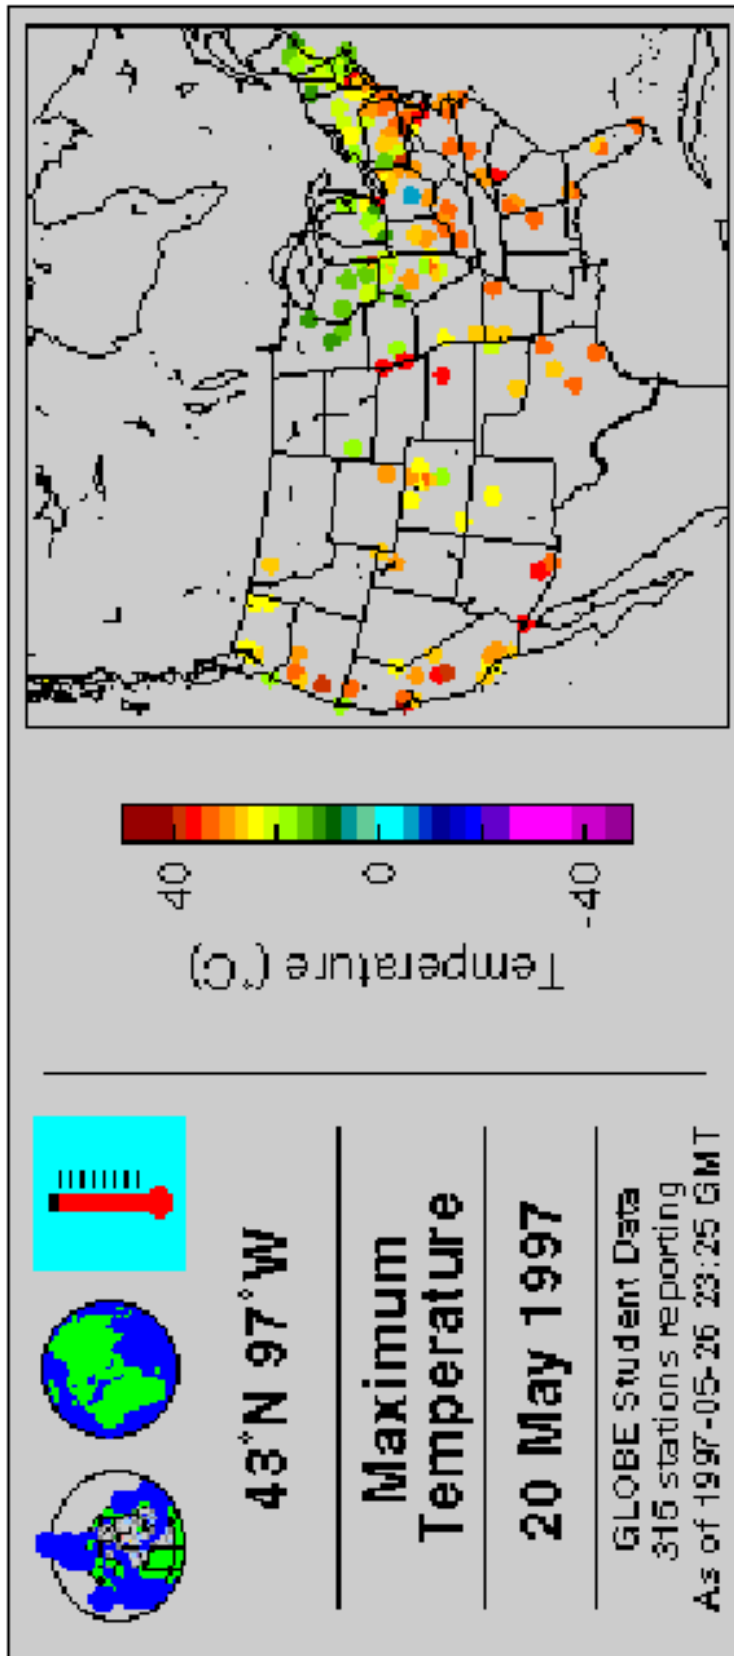 43°N 97°W
Maximum
Temperature
20 May 1997
GLOBE Student Data
315 stations reporting
As of 1997-05-26 23:25 GMT
40
0
-40
Temperature (°C)